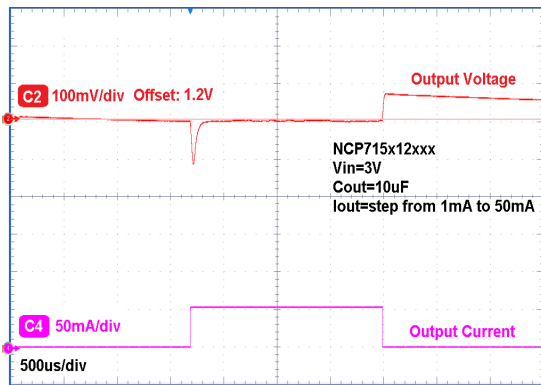 Output Voltage
C2 100mV/div Offset: 1.2V
2
NCP715x12xxx
Vin=3V
Cout=10uF
Iout=step from 1mA to 50mA
C4 50mA/div
Output Current
500us/div